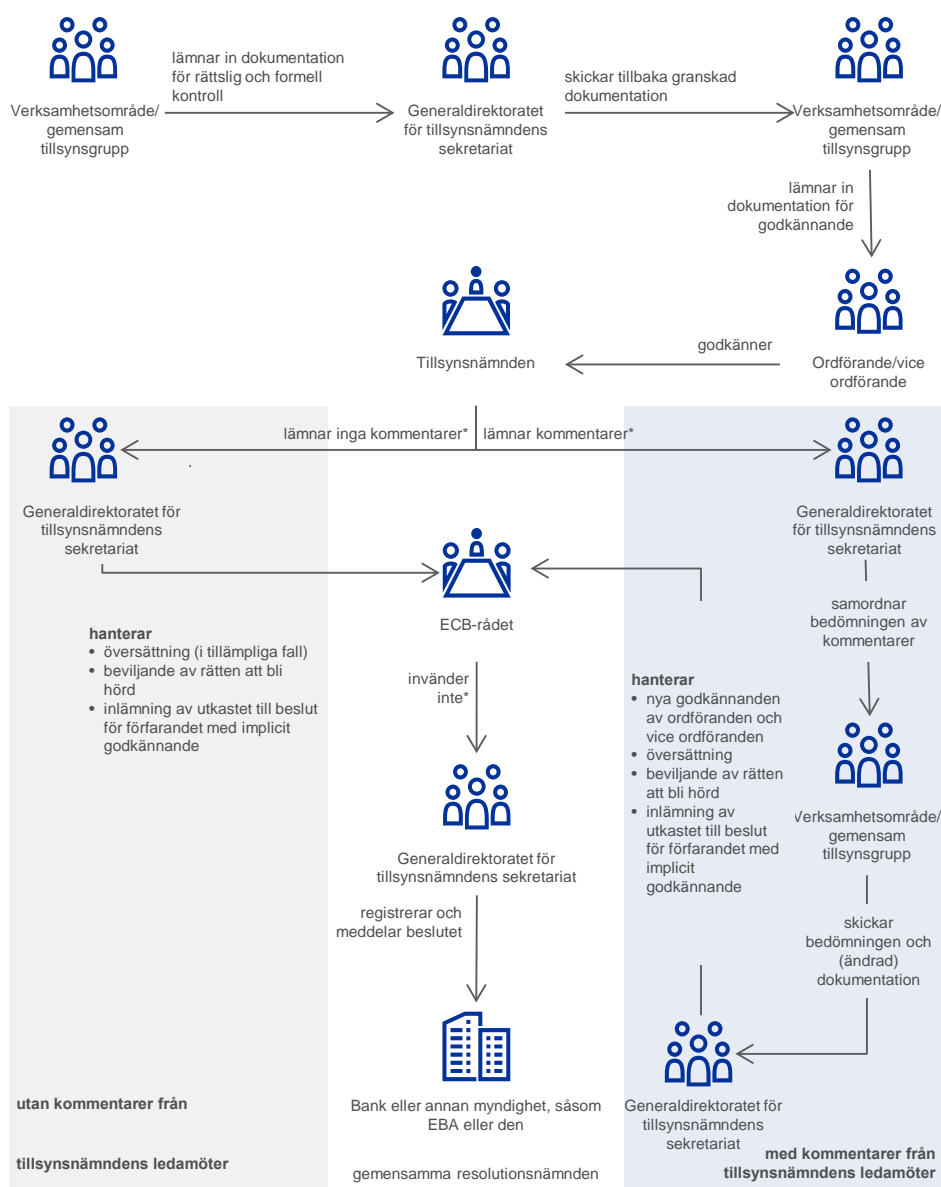 lämnar in dokumentation
för rättslig och formell
kontroll
skickar tillbaka granskad
dokumentation
Verksamhetsområde/
gemensam
tillsynsgrupp
Generaldirektoratet
för tillsynsnämndens
sekretariat
Verksamhetsområde/
gemensam
tillsynsgrupp
lämnar in
dokumentation för
godkännande
godkänner
Tillsynsnämnden
Ordförande/vice
ordförande
lämnar inga kommentarer*
lämnar kommentarer*
.
Generaldirektoratet för
tillsynsnämndens
sekretariat
Generaldirektoratet
för tillsynsnämndens
sekretariat
ECB-rådet
hanterar
• översättning (i tillämpliga fall)
• beviljande av rätten att bli
hörd
• inlämning av utkastet till beslut
för förfarandet med implicit
godkännande
invänder
inte*
samordnar
bedömningen av
kommentarer
hanterar
• nya godkännanden
av ordföranden och
vice ordföranden
• översättning
• beviljande av rätten
att bli hörd
• inlämning av
utkastet till beslut
för förfarandet med
implicit
godkännande
Verksamhetsområde/
gemensam
tillsynsgrupp
Generaldirektoratet för
tillsynsnämndens sekretariat
registrerar och
meddelar beslutet
skickar
bedömningen och
(ändrad)
dokumentation
utan kommentarer från
tillsynsnämndens ledamöter
Bank eller annan myndighet, såsom
EBA eller den
gemensamma resolutionsnämnden
Generaldirektoratet för
tillsynsnämndens
sekretariat
med kommentarer från
tillsynsnämndens ledamöter